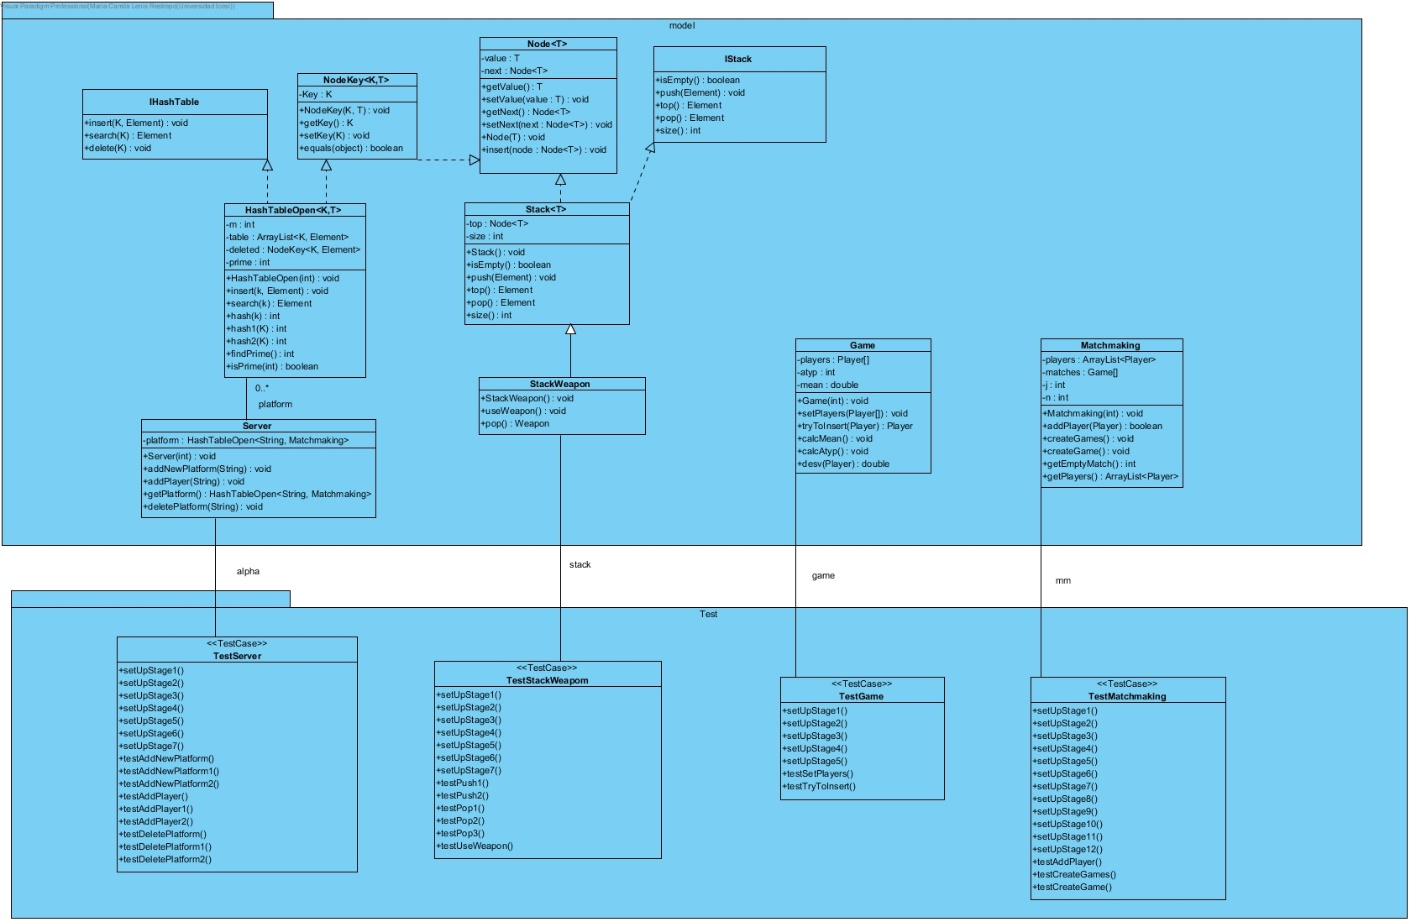 Visual Paradigm Professional(Maria Camila Lenis Restrepo(Universidad Icesi))
model
IHashTable
+insert(K, Element) : void
+search(K) : Element
+delete(K) : void
NodeKey<K,T>
-Key : K
+NodeKey(K, T) : void
+getKey() : K
+setKey(K) : void
+equals(object) : boolean
Node<T>
-value : T
-next : Node<T>
+getValue() : T
+setValue(value : T) : void
+getNext() : Node<T>
+setNext(next : Node<T>) : void
+Node(T) : void
+insert(node : Node<T>) : void
IStack
+isEmpty() : boolean
+push(Element) : void
+top() : Element
+pop() : Element
+size() : int
HashTableOpen<K,T>
-m : int
-table : ArrayList<K, Element>
-deleted : NodeKey<K, Element>
-prime : int
+HashTableOpen(int) : void
+insert(k, Element) : void
+search(k) : Element
+hash(k) : int
+hash1(K) : int
+hash2(K) : int
+findPrime() : int
+isPrime(int) : boolean
0..*
platform
Stack<T>
-top : Node<T>
-size : int
+Stack() : void
+isEmpty() : boolean
+push(Element) : void
+top() : Element
+pop() : Element
+size() : int
StackWeapon
+StackWeapon() : void
+useWeapon() : void
+pop() : Weapon
Game
-players : Player[]
-atyp : int
-mean : double
+Game(int) : void
+setPlayers(Player[]) : void
+tryToInsert(Player) : Player
+calcMean() : void
+calcAtyp() : void
+desv(Player) : double
Matchmaking
-players : ArrayList<Player>
-matches : Game[]
-j : int
-n : int
+Matchmaking(int) : void
+addPlayer(Player) : boolean
+createGames() : void
+createGame() : void
+getEmptyMatch() : int
+getPlayers() : ArrayList<Player>
Server
-platform : HashTableOpen<String, Matchmaking>
+Server(int) : void
+addNewPlatform(String) : void
+addPlayer(String) : void
+getPlatform() : HashTableOpen<String, Matchmaking>
+deletePlatform(String) : void
alpha
stack
game
mm
Test
<<TestCase>>
TestServer
+setUpStage1()
+setUpStage2()
+setUpStage3()
+setUpStage4()
+setUpStage5()
+setUpStage6()
+setUpStage7()
+testAddNewPlatform()
+testAddNewPlatform1()
+testAddNewPlatform2()
+testAddPlayer()
+testAddPlayer1()
+testAddPlayer2()
+testDeletePlatform()
+testDeletePlatform1()
+testDeletePlatform2()
<<TestCase>>
TestStackWeapom
+setUpStage1()
+setUpStage2()
+setUpStage3()
+setUpStage4()
+setUpStage5()
+setUpStage6()
+setUpStage7()
+testPush1()
+testPush2()
+testPop1()
+testPop2()
+testPop3()
+testUseWeapon()
<<TestCase>>
TestGame
+setUpStage1()
+setUpStage2()
+setUpStage3()
+setUpStage4()
+setUpStage5()
+testSetPlayers()
+testTryToInsert()
<<TestCase>>
TestMatchmaking
+setUpStage1()
+setUpStage2()
+setUpStage3()
+setUpStage4()
+setUpStage5()
+setUpStage6()
+setUpStage7()
+setUpStage8()
+setUpStage9()
+setUpStage10()
+setUpStage11()
+setUpStage12()
+testAddPlayer()
+testCreateGames()
+testCreateGame()